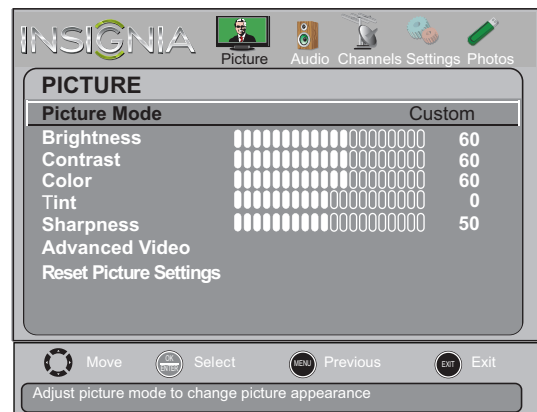 INSIGNIA
Picture Audio Channels Settings Photos
PICTURE
Picture Mode Custom
Brightness 60
Contrast 60
Color 60
Tint 0
Sharpness 50
Advanced Video
Reset Picture Settings
Move OK ENTER Select MENU Previous EXIT Exit
Adjust picture mode to change picture appearance